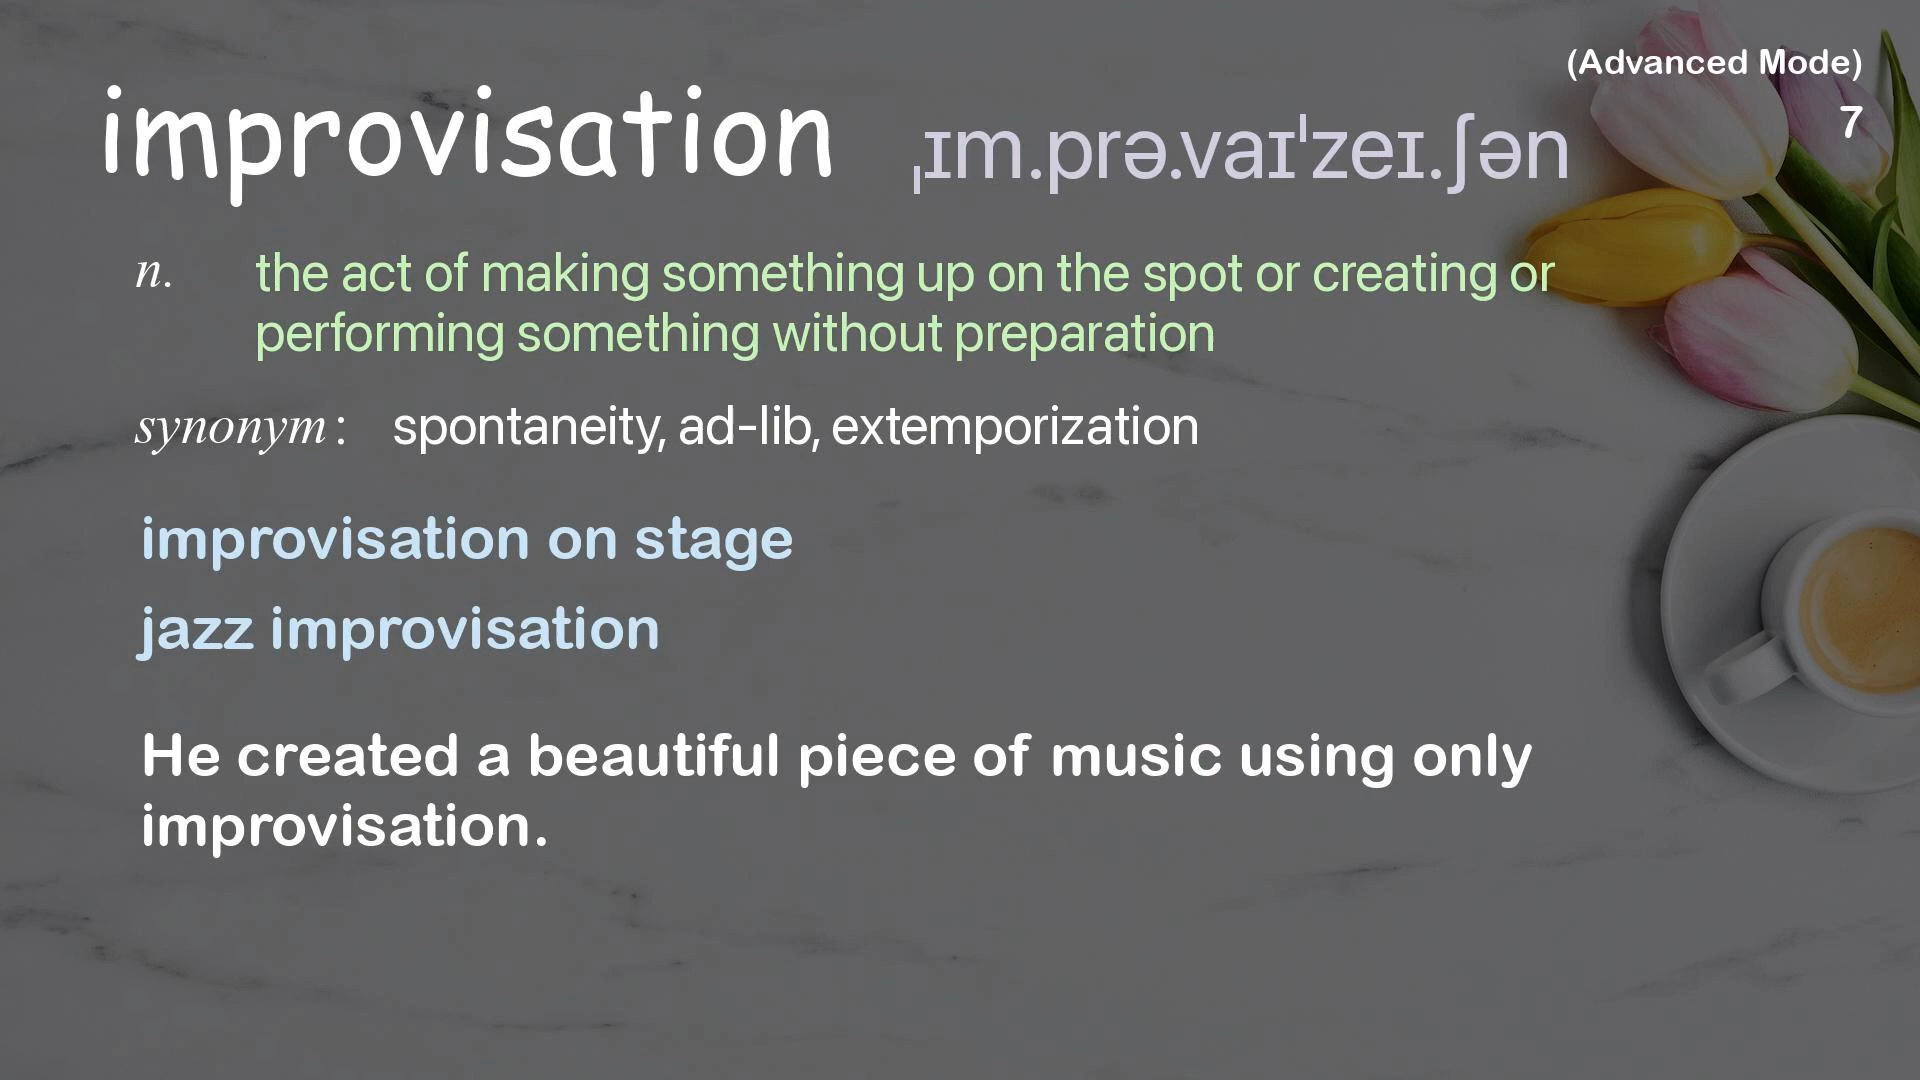 (Advanced Mode)
7
improvisation ˌɪm.prə.vaɪˈzeɪ.ʃən
n. the act of making something up on the spot or creating or
performing something without preparation
synonym : spontaneity, ad-lib, extemporization
improvisation on stage
jazz improvisation
He created a beautiful piece of music using only
improvisation.